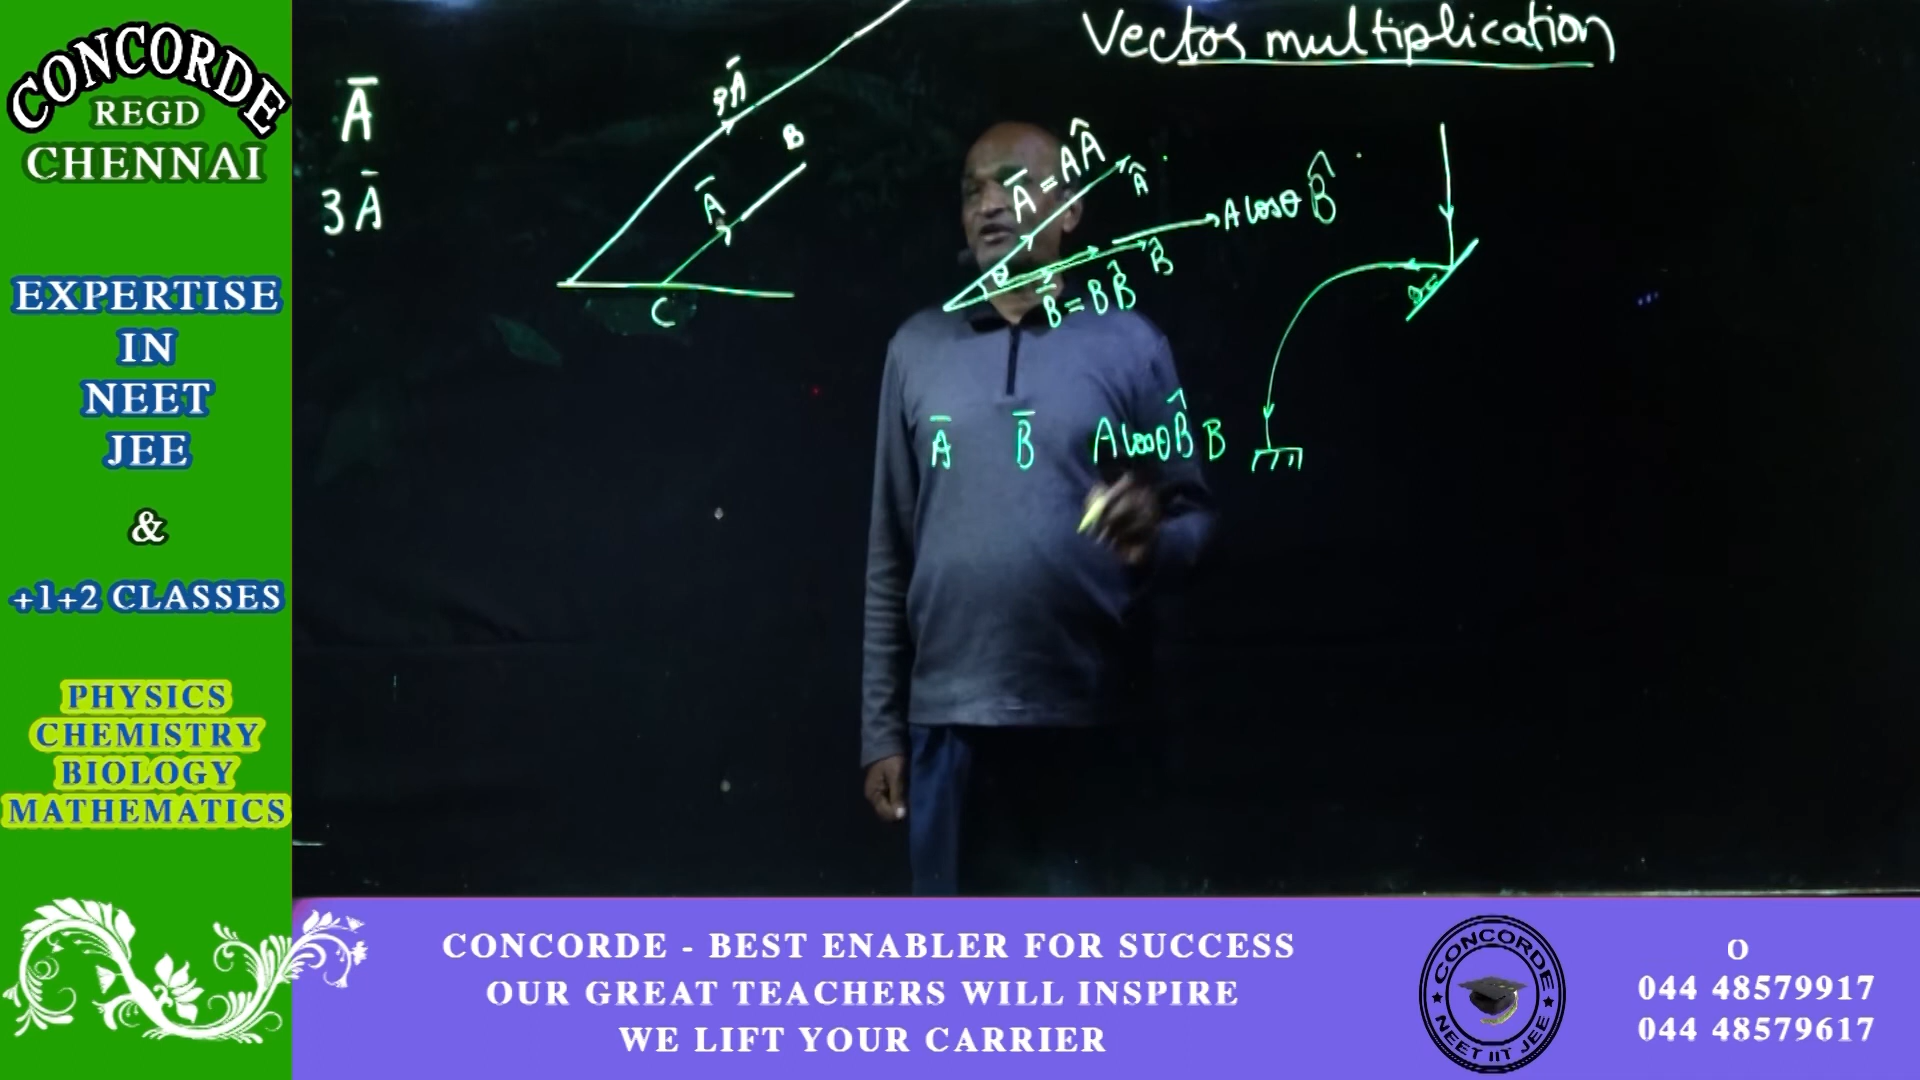 CONCORDE
REGD
CHENNAI
EXPERTISE
IN
NEET
JEE
&
+1+2 CLASSES
PHYSICS
CHEMISTRY
BIOLOGY
MATHEMATICS
Vector multiplication
A̅
3A̅
3A̅
B
A̅
C
A̅ = AÂ
Â
A cosθ B̂
θ
B̂
B̅ = BB̂
A̅ B̅ A cosθ B̂ B
CONCORDE - BEST ENABLER FOR SUCCESS
OUR GREAT TEACHERS WILL INSPIRE
WE LIFT YOUR CARRIER
CONCORDE
NEET IIT JEE
O
044 48579917
044 48579617